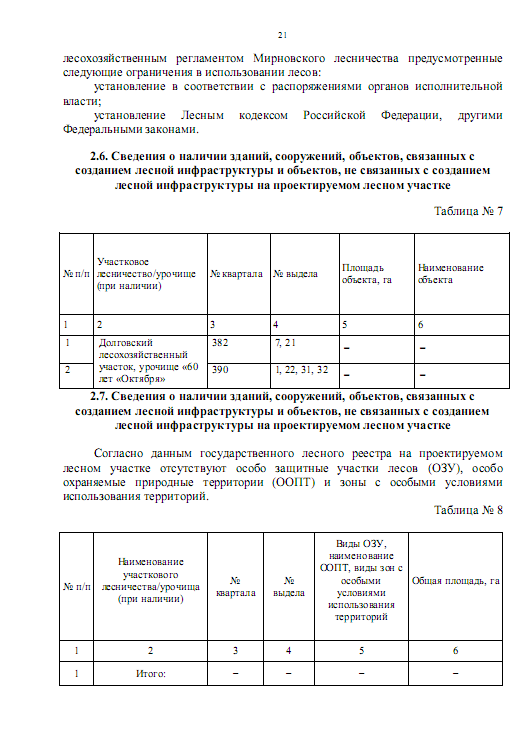 21
лесохозяйственным регламентом Мирновского лесничества предусмотренные
следующие ограничения в использовании лесов:
установление в соответствии с распоряжениями органов исполнительной
власти;
установление Лесным кодексом Российской Федерации, другими
Федеральными законами.
2.6. Сведения о наличии зданий, сооружений, объектов, связанных с
созданием лесной инфраструктуры и объектов, не связанных с созданием
лесной инфраструктуры на проектируемом лесном участке
Таблица № 7
№ п/п Участковое лесничество/урочище (при наличии) № квартала № выдела Площадь объекта, га Наименование объекта
1 2 3 4 5 6
1 Долговский лесохозяйственный участок, урочище «60 лет «Октября» 382 7, 21 – –
2 390 1, 22, 31, 32 – –
2.7. Сведения о наличии зданий, сооружений, объектов, связанных с
созданием лесной инфраструктуры и объектов, не связанных с созданием
лесной инфраструктуры на проектируемом лесном участке
Согласно данным государственного лесного реестра на проектируемом
лесном участке отсутствуют особо защитные участки лесов (ОЗУ), особо
охраняемые природные территории (ООПТ) и зоны с особыми условиями
использования территорий.
Таблица № 8
№ п/п Наименование участкового лесничества/урочища (при наличии) № квартала № выдела Виды ОЗУ, наименование ООПТ, виды зон с особыми условиями использования территорий Общая площадь, га
1 2 3 4 5 6
1 Итого: – – – –